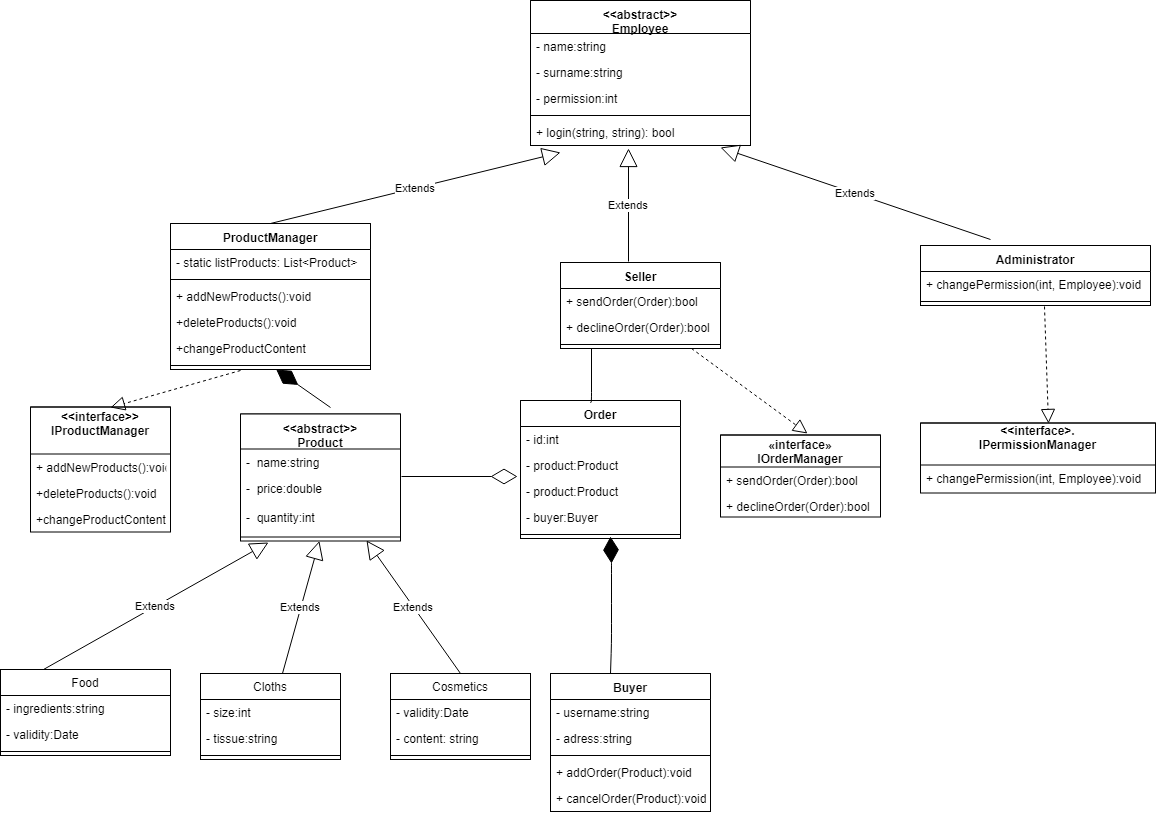 <<abstract>>
Employee
- name:string
- surname:string
- permission:int
+ login(string, string): bool
Extends
Extends
Extends
ProductManager
- static listProducts: List<Product>
+ addNewProducts():void
+deleteProducts():void
+changeProductContent
Seller
+ sendOrder(Order):bool
+ declineOrder(Order):bool
Administrator
+ changePermission(int, Employee):void
<<interface>>
IProductManager
+ addNewProducts():voi
+deleteProducts():void
+changeProductContent
<<abstract>>
Product
- name:string
- price:double
- quantity:int
Order
- id:int
- product:Product
- product:Product
- buyer:Buyer
«interface»
IOrderManager
+ sendOrder(Order):bool
+ declineOrder(Order):bool
<<interface>.
IPermissionManager
+ changePermission(int, Employee):void
Extends
Extends
Extends
Food
- ingredients:string
- validity:Date
Cloths
- size:int
- tissue:string
Cosmetics
- validity:Date
- content: string
Buyer
- username:string
- adress:string
+ addOrder(Product):void
+ cancelOrder(Product):void